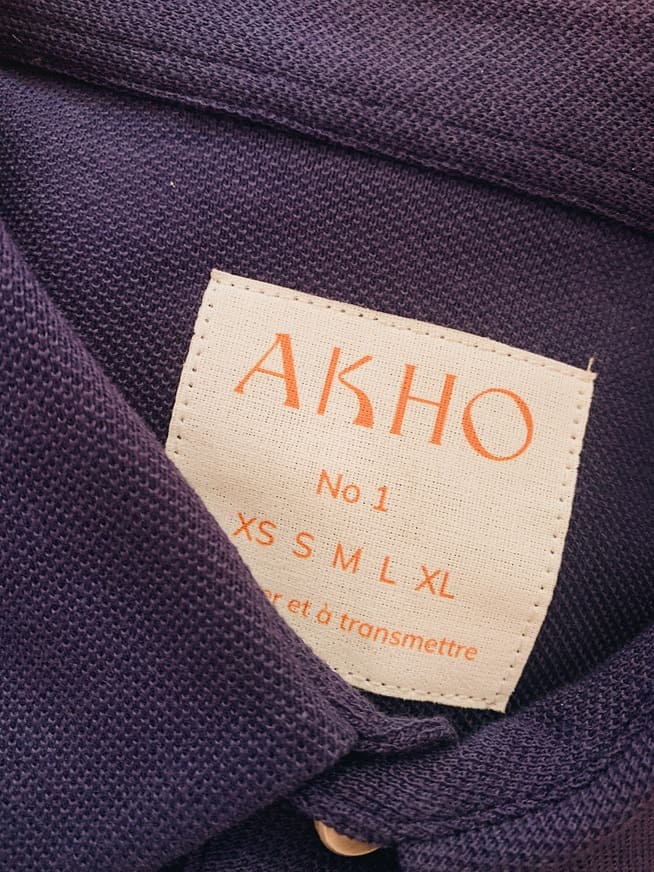 AKHO
No 1
XS S M L XL
et à transmettre